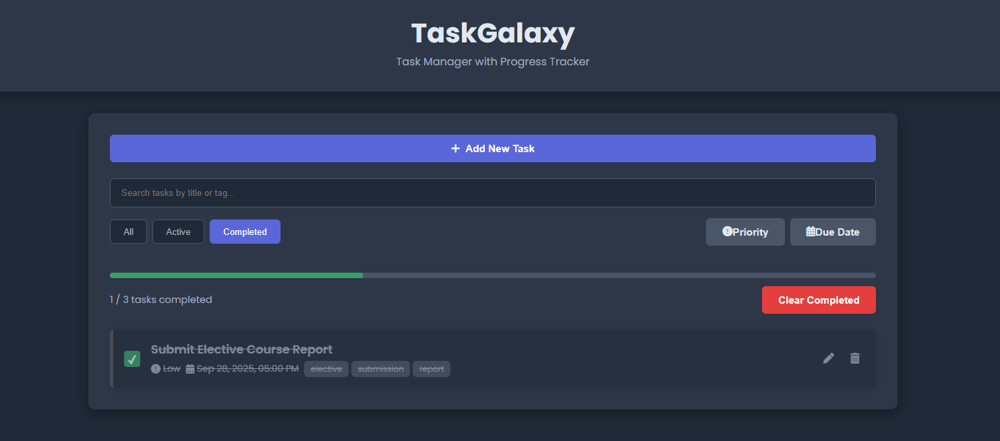 TaskGalaxy
Task Manager with Progress Tracker
Add New Task
Search tasks by title or tag...
All Active Completed Priority Due Date
1 / 3 tasks completed Clear Completed
Submit Elective Course Report
Low Sep 28, 2025, 05:00 PM elective submission report